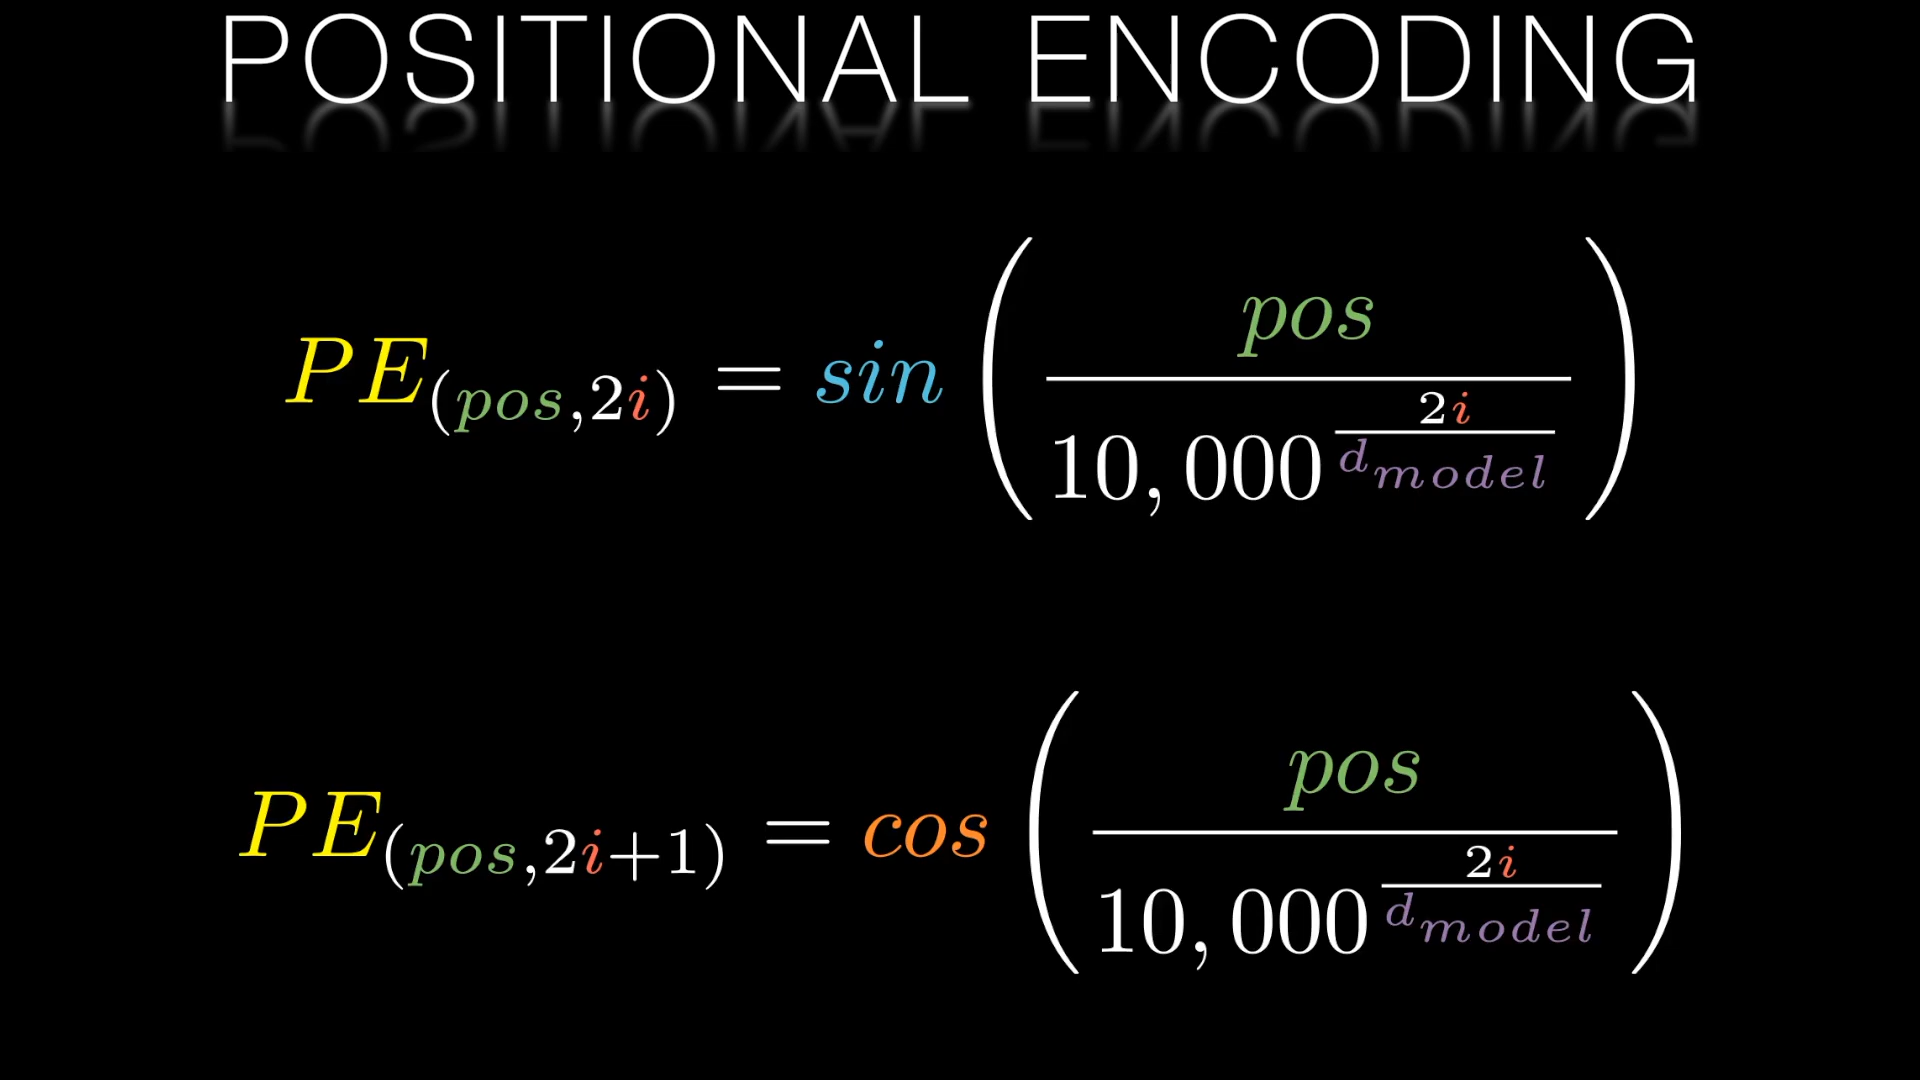 POSITIONAL ENCODING
PE(pos,2i) = sin ( pos / 10,000^(2i / dmodel) )
PE(pos,2i+1) = cos ( pos / 10,000^(2i / dmodel) )